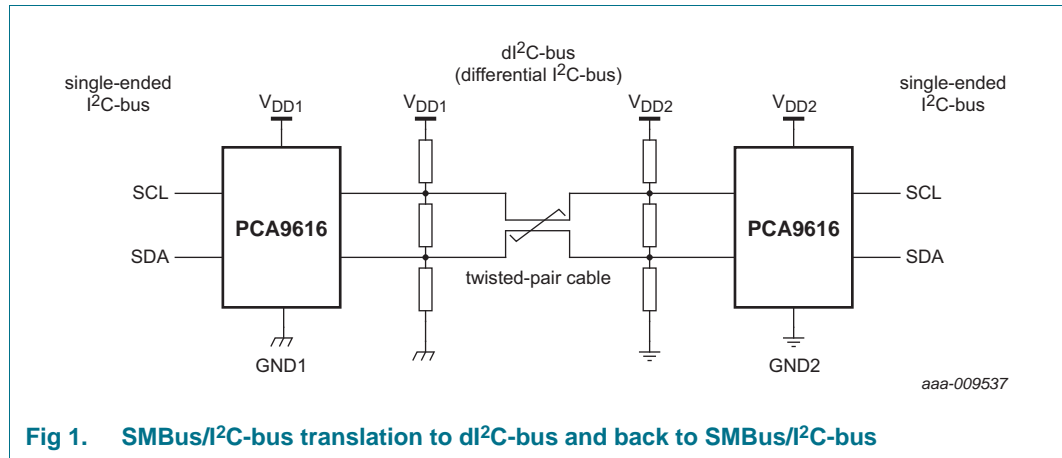 dI²C-bus
(differential I²C-bus)
single-ended
I²C-bus
single-ended
I²C-bus
VDD1
VDD1
VDD2
VDD2
SCL
SCL
PCA9616
PCA9616
SDA
SDA
twisted-pair cable
GND1
GND2
aaa-009537
Fig 1. SMBus/I²C-bus translation to dI²C-bus and back to SMBus/I²C-bus